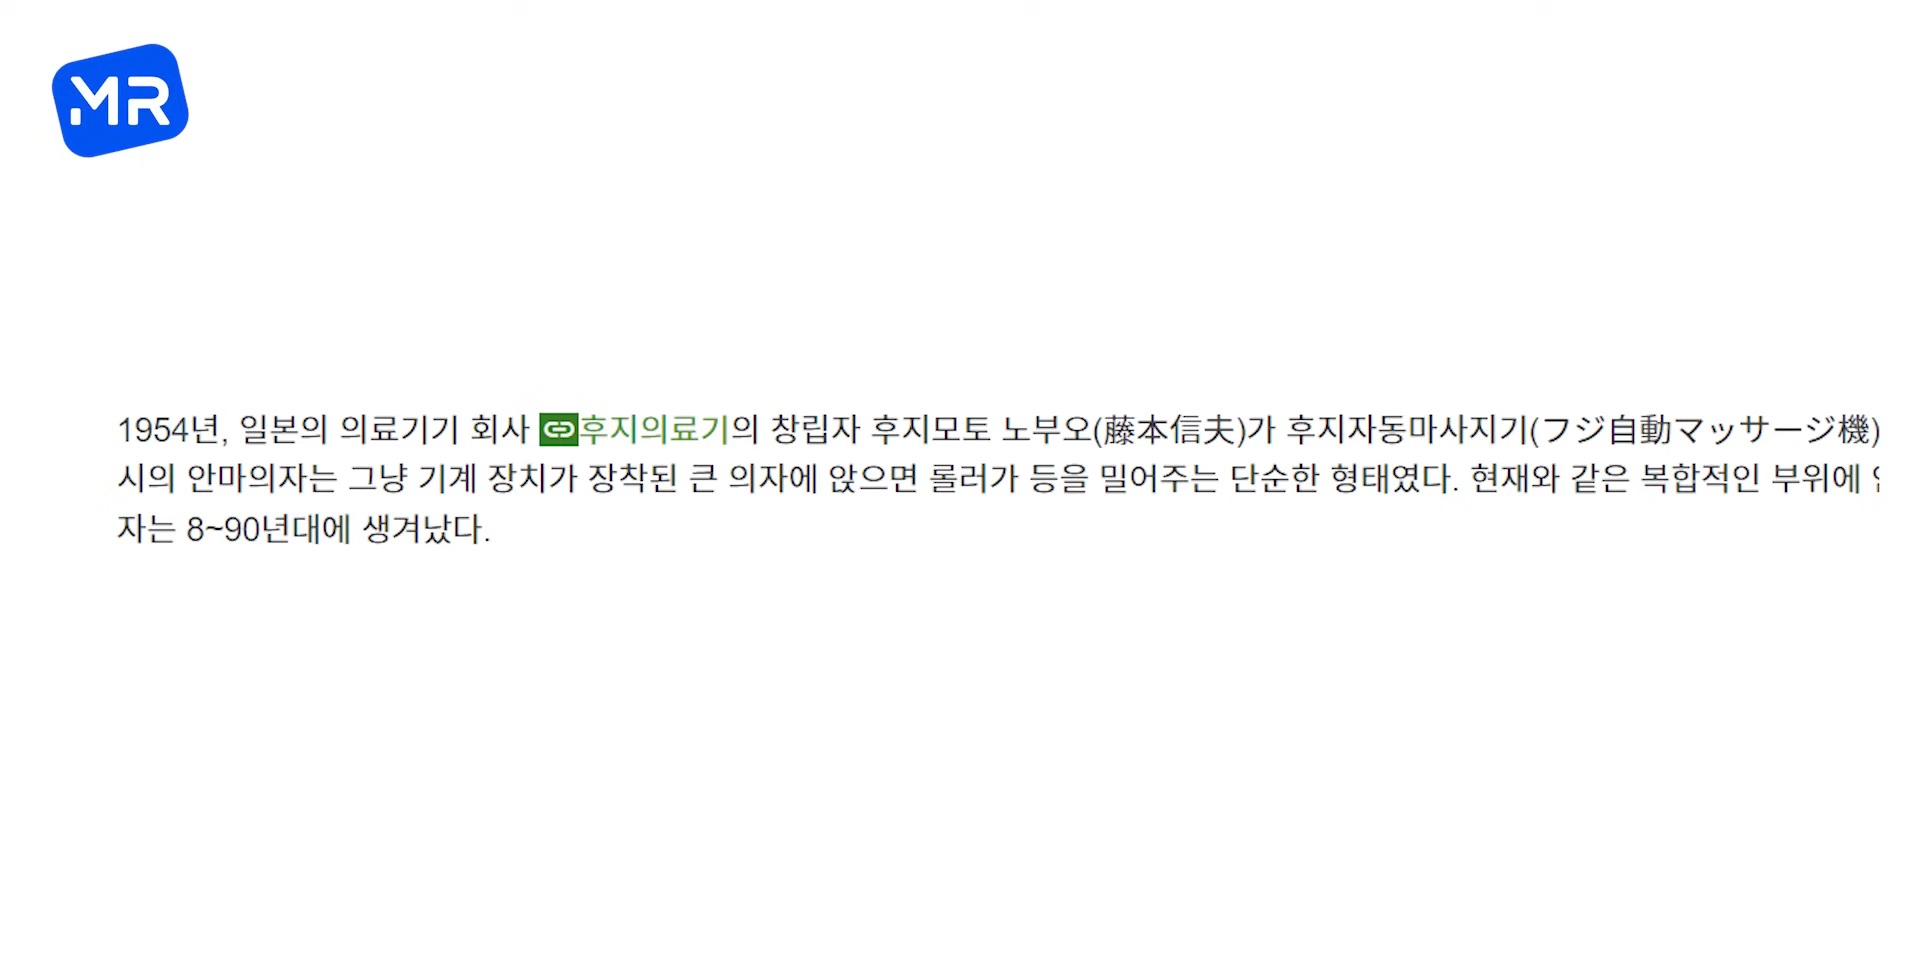 MR
1954년, 일본의 의료기기 회사 후지의료기의 창립자 후지모토 노부오(藤本信夫)가 후지자동마사지기(フジ自動マッサージ機)
시의 안마의자는 그냥 기계 장치가 장착된 큰 의자에 앉으면 롤러가 등을 밀어주는 단순한 형태였다. 현재와 같은 복합적인 부위에
자는 8~90년대에 생겨났다.